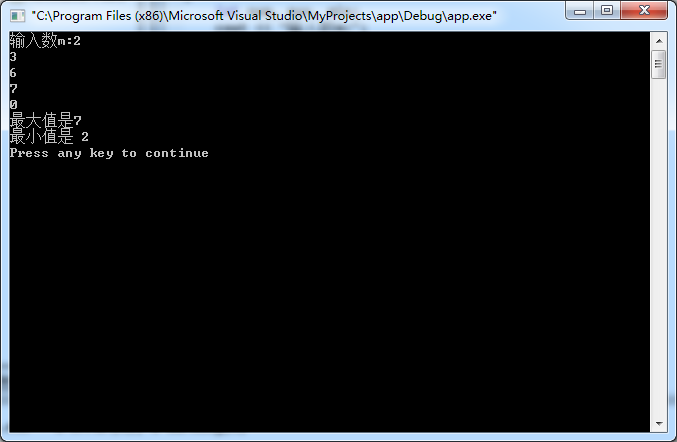 "C:\Program Files (x86)\Microsoft Visual Studio\MyProjects\app\Debug\app.exe"
输入数m:2
3
6
7
0
最大值是7
最小值是 2
Press any key to continue